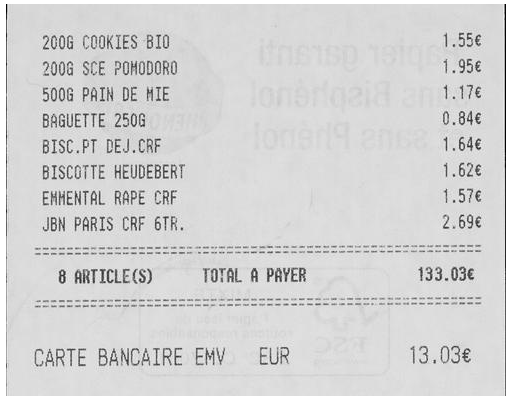 200G COOKIES BIO 1.55€
200G SCE POMODORO 1.95€
500G PAIN DE MIE 1.17€
BAGUETTE 250G 0.84€
BISC.PT DEJ.CRF 1.64€
BISCOTTE HEUDEBERT 1.62€
EMMENTAL RAPE CRF 1.57€
JBN PARIS CRF 6TR. 2.69€
8 ARTICLE(S) TOTAL A PAYER 133.03€
CARTE BANCAIRE EMV EUR 13.03€
Papier garanti
sans Bisphénol
et sans Phénol
MIXTE
FSC